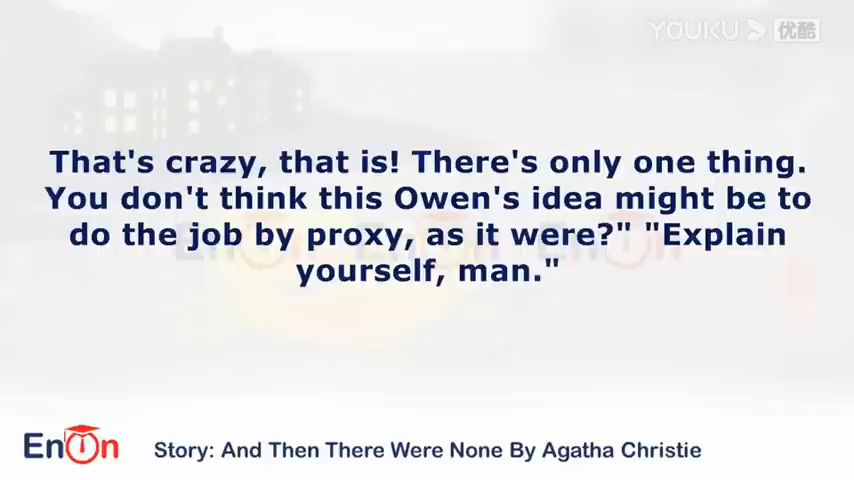 YOUKU 优酷
That's crazy, that is! There's only one thing.
You don't think this Owen's idea might be to
do the job by proxy, as it were?" "Explain
yourself, man."
EnOn
Story: And Then There Were None By Agatha Christie